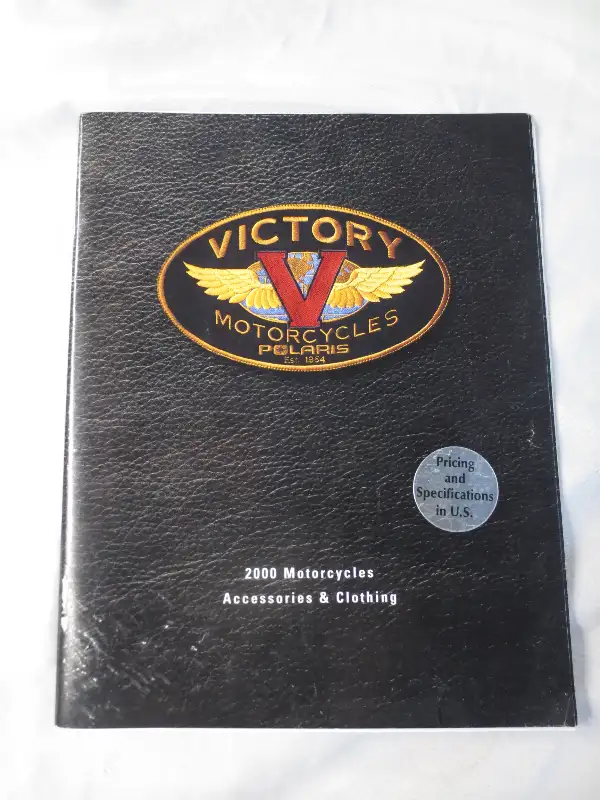 VICTORY
V
MOTORCYCLES
POLARIS
Est. 1954
Pricing
and
Specifications
in U.S.
2000 Motorcycles
Accessories & Clothing